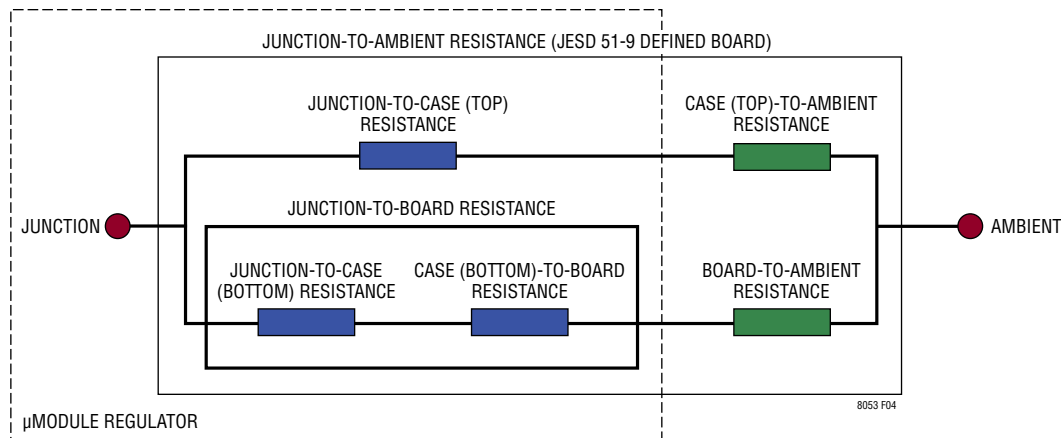 JUNCTION-TO-AMBIENT RESISTANCE (JESD 51-9 DEFINED BOARD)
JUNCTION-TO-CASE (TOP)
RESISTANCE
CASE (TOP)-TO-AMBIENT
RESISTANCE
JUNCTION
JUNCTION-TO-BOARD RESISTANCE
AMBIENT
JUNCTION-TO-CASE
(BOTTOM) RESISTANCE
CASE (BOTTOM)-TO-BOARD
RESISTANCE
BOARD-TO-AMBIENT
RESISTANCE
8053 F04
µMODULE REGULATOR